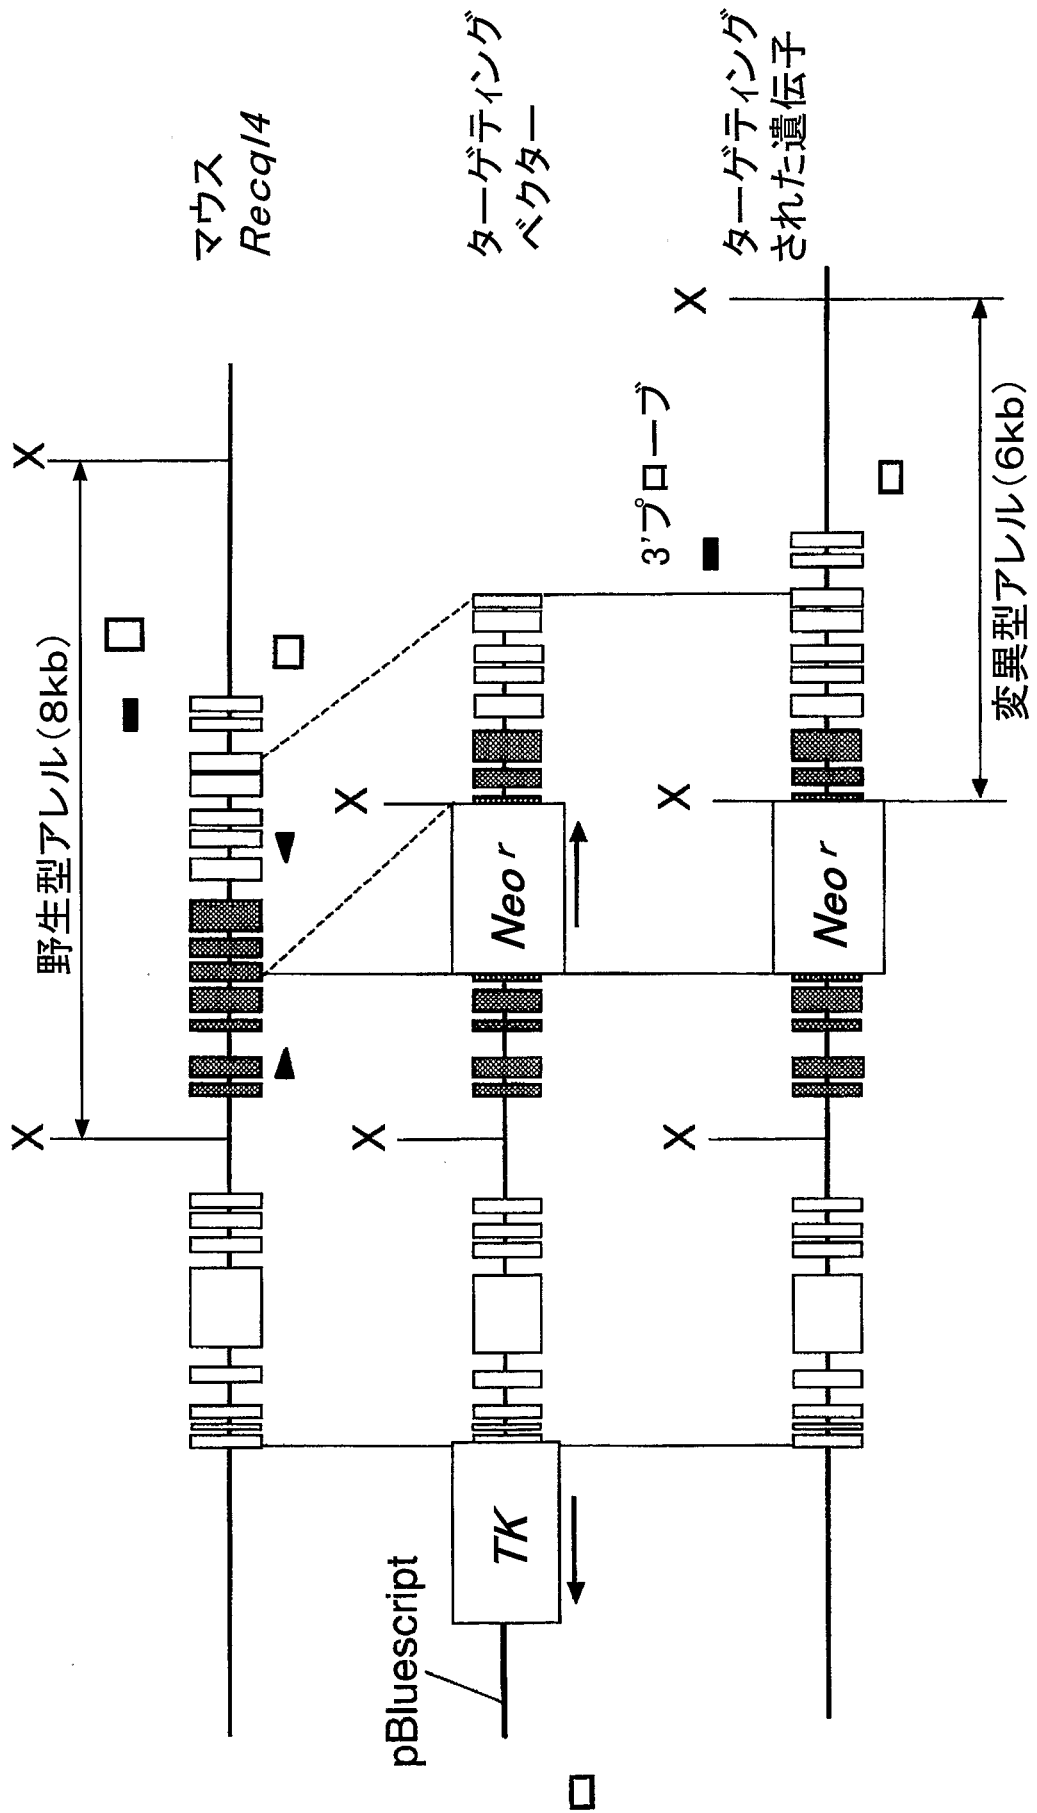 X
野生型アレル(8kb)
X
マウス
Recql4
X
X
ターゲティング
ベクター
pBluescript
TK
Neo r
3'プローブ
X
X
X
ターゲティング
された遺伝子
Neo r
変異型アレル(6kb)